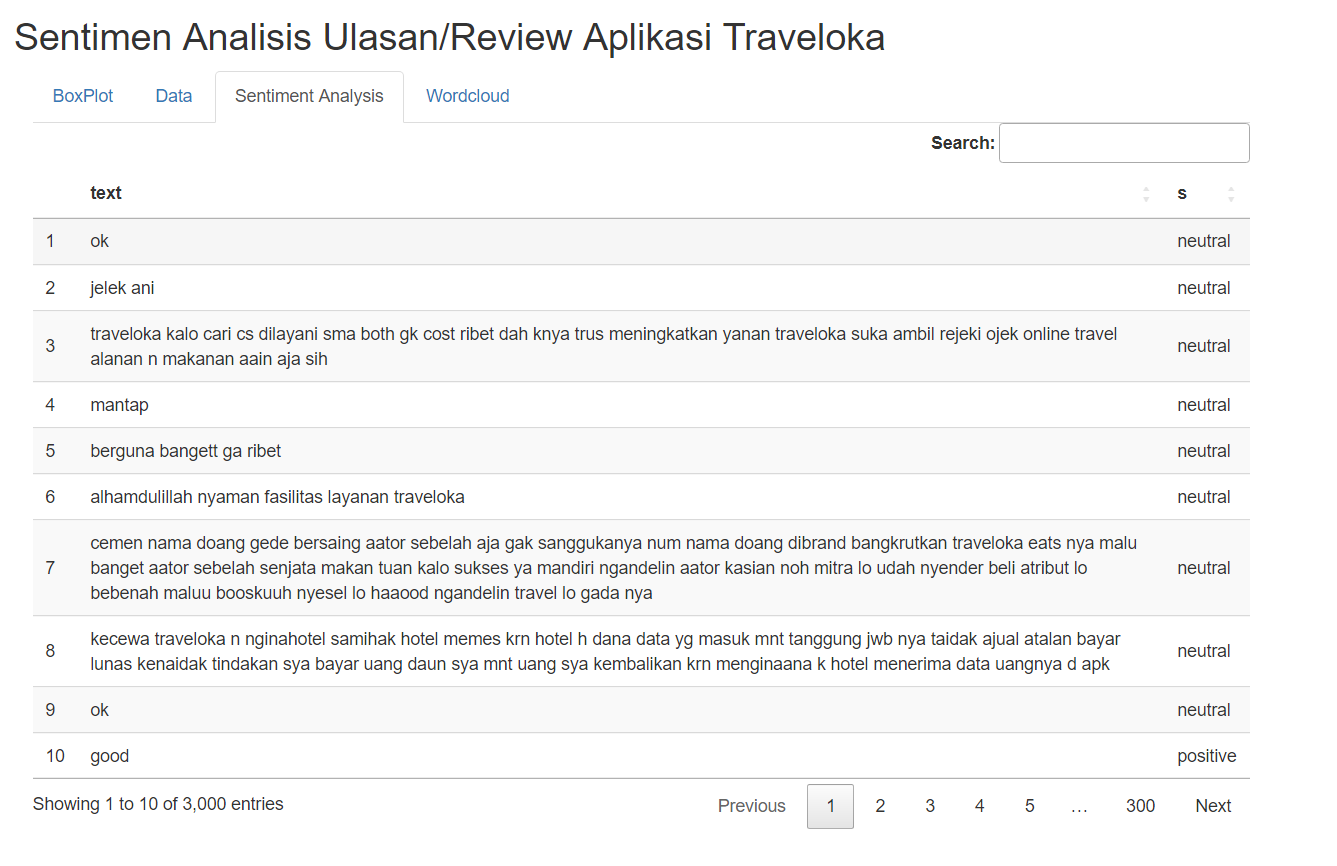 Sentimen Analisis Ulasan/Review Aplikasi Traveloka
BoxPlot Data Sentiment Analysis Wordcloud
Search:
text s
1 ok neutral
2 jelek ani neutral
3 traveloka kalo cari cs dilayani sma both gk cost ribet dah knya trus meningkatkan yanan traveloka suka ambil rejeki ojek online travel
alanan n makanan aain aja sih neutral
4 mantap neutral
5 berguna bangett ga ribet neutral
6 alhamdulillah nyaman fasilitas layanan traveloka neutral
7 cemen nama doang gede bersaing aator sebelah aja gak sanggukanya num nama doang dibrand bangkrutkan traveloka eats nya malu
banget aator sebelah senjata makan tuan kalo sukses ya mandiri ngandelin aator kasian noh mitra lo udah nyender beli atribut lo
bebenah maluu booskuuh nyesel lo haaood ngandelin travel lo gada nya neutral
8 kecewa traveloka n nginahotel samihak hotel memes krn hotel h dana data yg masuk mnt tanggung jwb nya taidak ajual atalan bayar
lunas kenaidak tindakan sya bayar uang daun sya mnt uang sya kembalikan krn menginaana k hotel menerima data uangnya d apk neutral
9 ok neutral
10 good positive
Showing 1 to 10 of 3,000 entries
Previous 1 2 3 4 5 … 300 Next